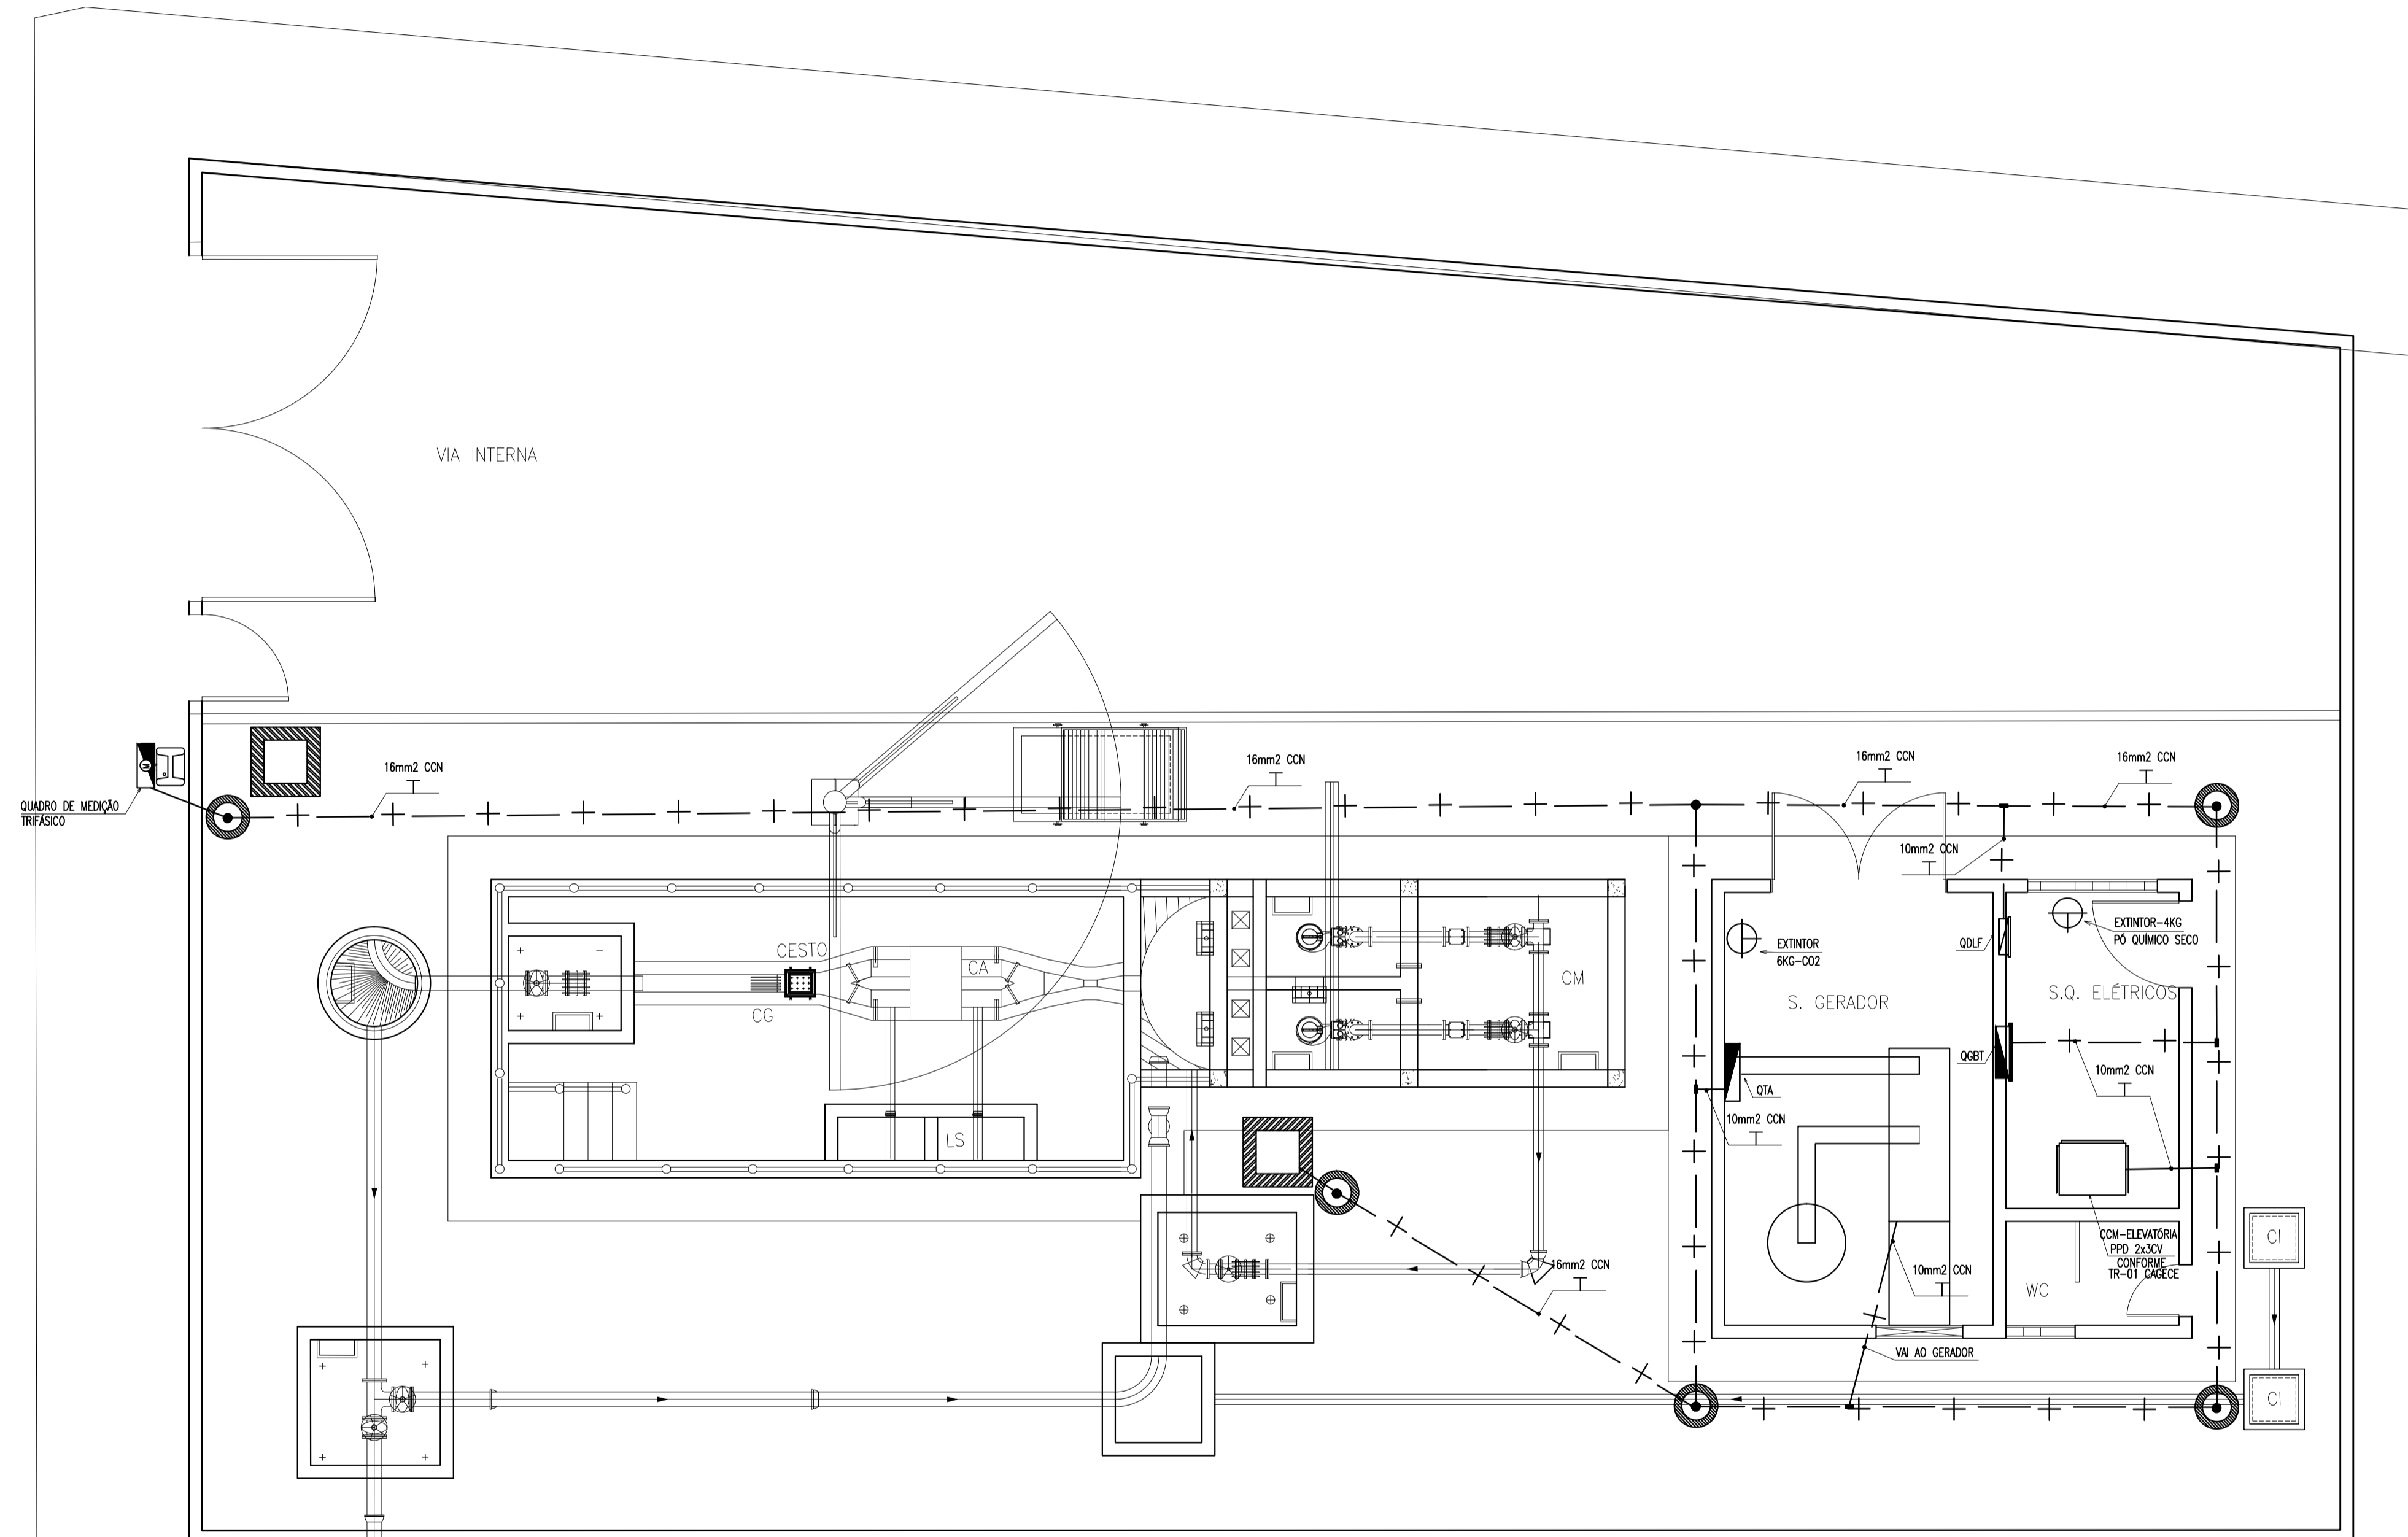 VIA INTERNA
QUADRO DE MEDIÇÃO
TRIFÁSICO
M
16mm2 CCN
16mm2 CCN
16mm2 CCN
16mm2 CCN
10mm2 CCN
CESTO
CA
CG
LS
CM
EXTINTOR
6KG-CO2
S. GERADOR
QDLF
EXTINTOR-4KG
PÓ QUÍMICO SECO
S.Q. ELÉTRICOS
QGBT
QTA
10mm2 CCN
10mm2 CCN
CCM-ELEVATÓRIA
PPD 2x3CV
CONFORME
TR-01 CAGECE
CI
16mm2 CCN
10mm2 CCN
WC
VAI AO GERADOR
CI